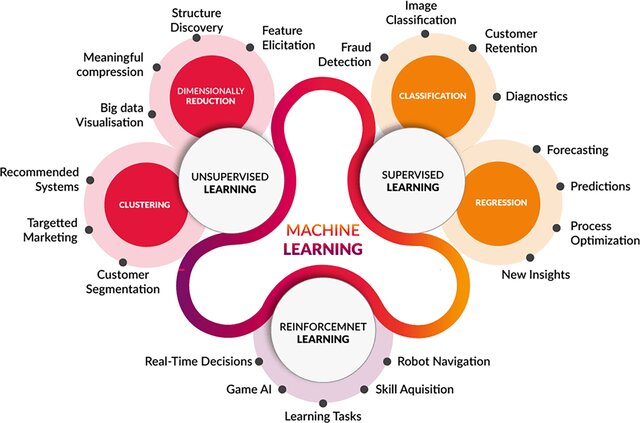 Structure
Discovery
Feature
Elicitation
Meaningful
compression
DIMENSIONALLY
REDUCTION
Big data
Visualisation
UNSUPERVISED
LEARNING
Recommended
Systems
CLUSTERING
Targetted
Marketing
Customer
Segmentation
Image
Classification
Fraud
Detection
Customer
Retention
CLASSIFICATION
Diagnostics
SUPERVISED
LEARNING
Forecasting
Predictions
REGRESSION
Process
Optimization
New Insights
MACHINE
LEARNING
REINFORCEMNET
LEARNING
Real-Time Decisions
Game AI
Learning Tasks
Skill Aquisition
Robot Navigation